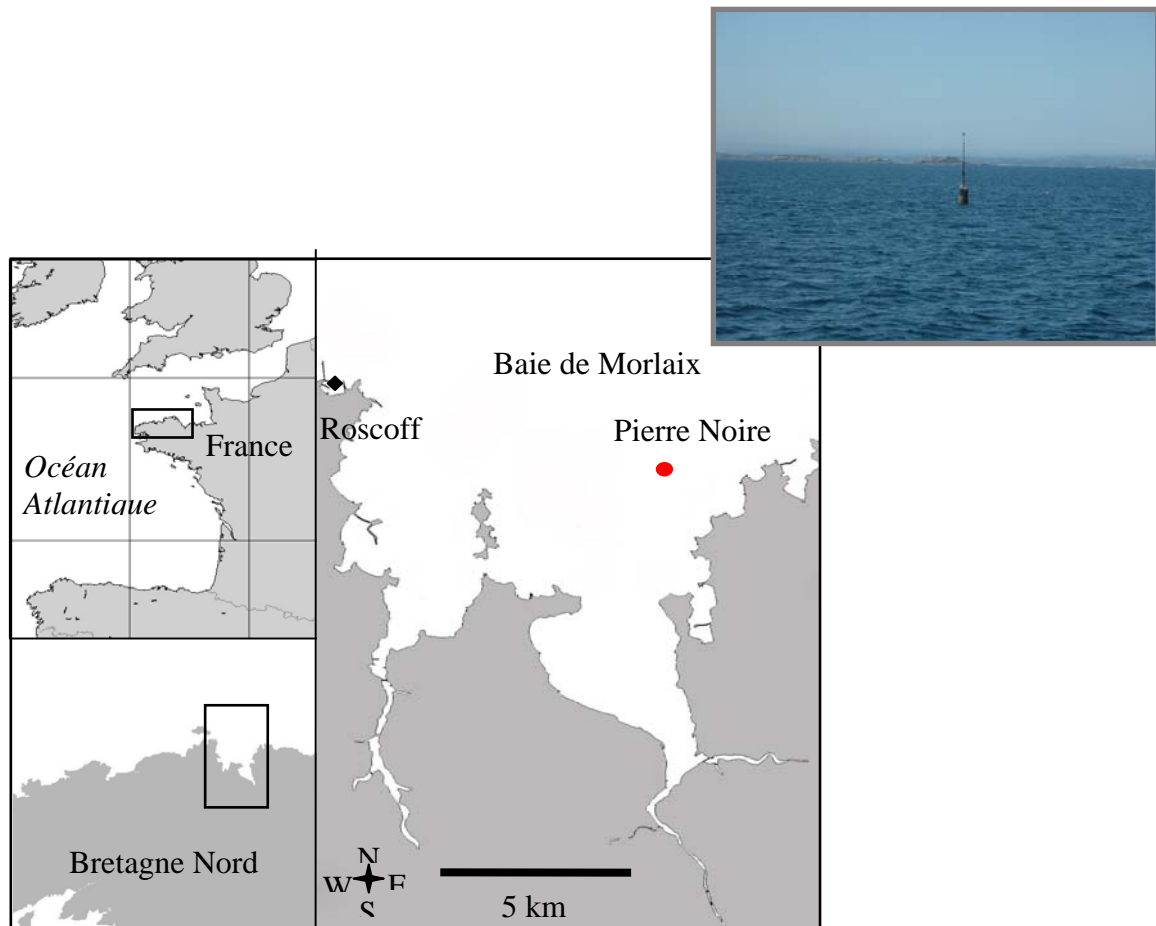 Baie de Morlaix
Roscoff
Pierre Noire
France
Océan
Atlantique
Bretagne Nord
N
W E
S
5 km